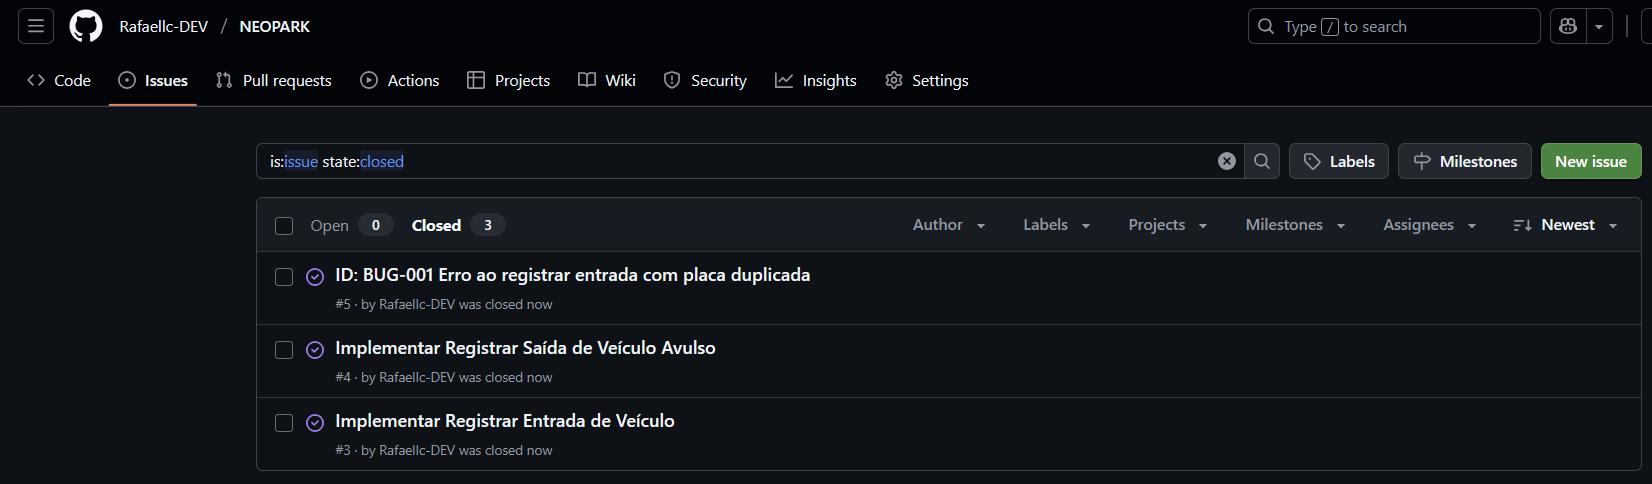 Rafaellc-DEV / NEOPARK
Type / to search
Code Issues Pull requests Actions Projects Wiki Security Insights Settings
is:issue state:closed
Labels Milestones New issue
Open 0 Closed 3 Author Labels Projects Milestones Assignees Newest
ID: BUG-001 Erro ao registrar entrada com placa duplicada
#5 · by Rafaellc-DEV was closed now
Implementar Registrar Saída de Veículo Avulso
#4 · by Rafaellc-DEV was closed now
Implementar Registrar Entrada de Veículo
#3 · by Rafaellc-DEV was closed now